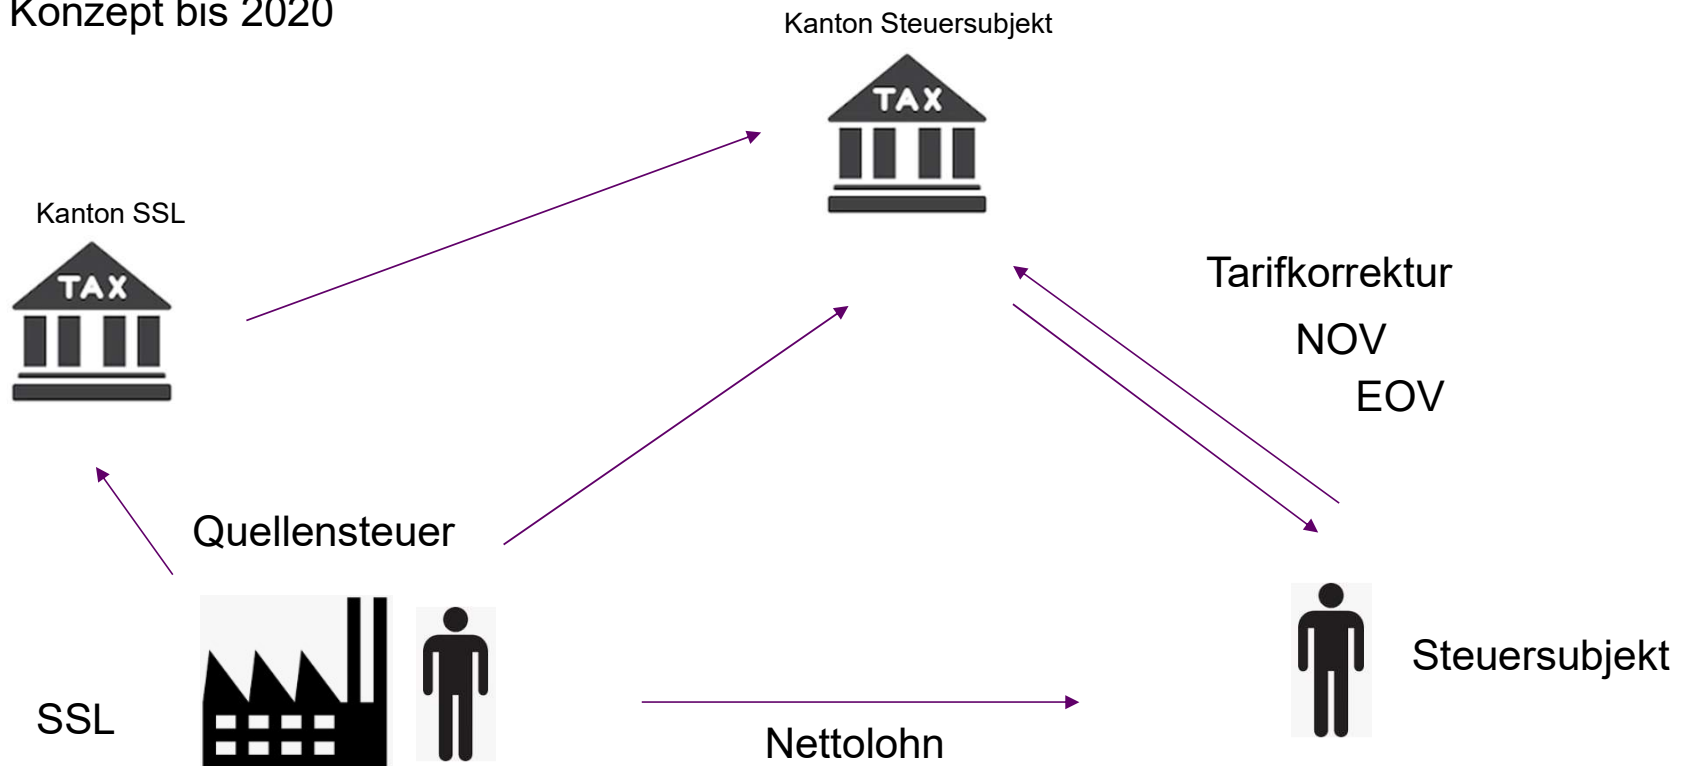 Konzept bis 2020
Kanton Steuersubjekt
TAX
Kanton SSL
TAX
Tarifkorrektur
NOV
EOV
Quellensteuer
Steuersubjekt
SSL
Nettolohn